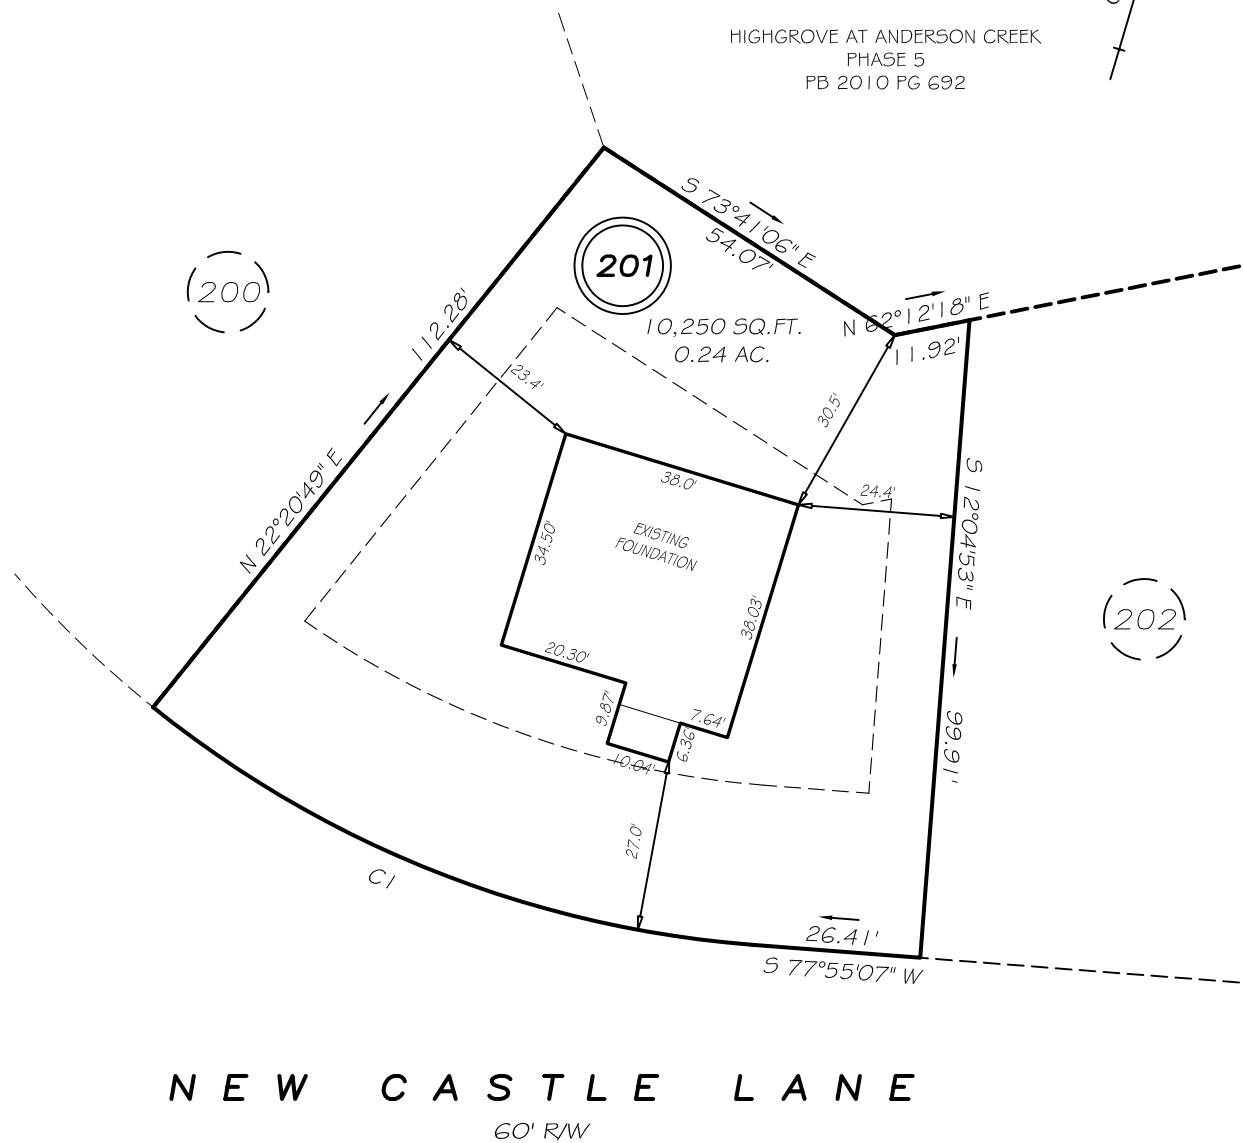 HIGHGROVE AT ANDERSON CREEK
PHASE 5
PB 2010 PG 692
S 73°41'06" E
54.07'
201
200
10,250 SQ.FT.
0.24 AC.
N 62°12'18" E
11.92'
112.28'
N 22°20'49" E
23.4'
30.5'
24.4'
38.0'
EXISTING
FOUNDATION
34.50'
38.03'
S 12°04'53" E
99.91'
202
20.30'
9.87'
7.64'
6.36'
10.04'
27.0'
C1
26.41'
S 77°55'07" W
NEW CASTLE LANE
60' R/W